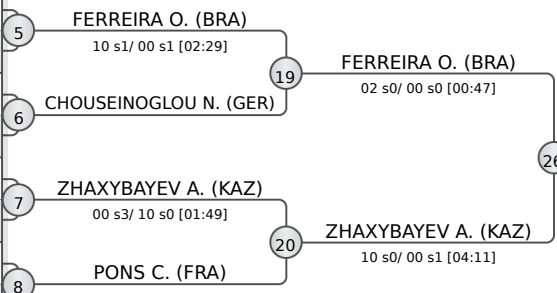 FERREIRA O. (BRA)
5
10 s1/ 00 s1 [02:29]
19
FERREIRA O. (BRA)
02 s0/ 00 s0 [00:47]
CHOUSEINOGLOU N. (GER)
6
26
ZHAXYBAYEV A. (KAZ)
7
00 s3/ 10 s0 [01:49]
20
ZHAXYBAYEV A. (KAZ)
10 s0/ 00 s1 [04:11]
PONS C. (FRA)
8